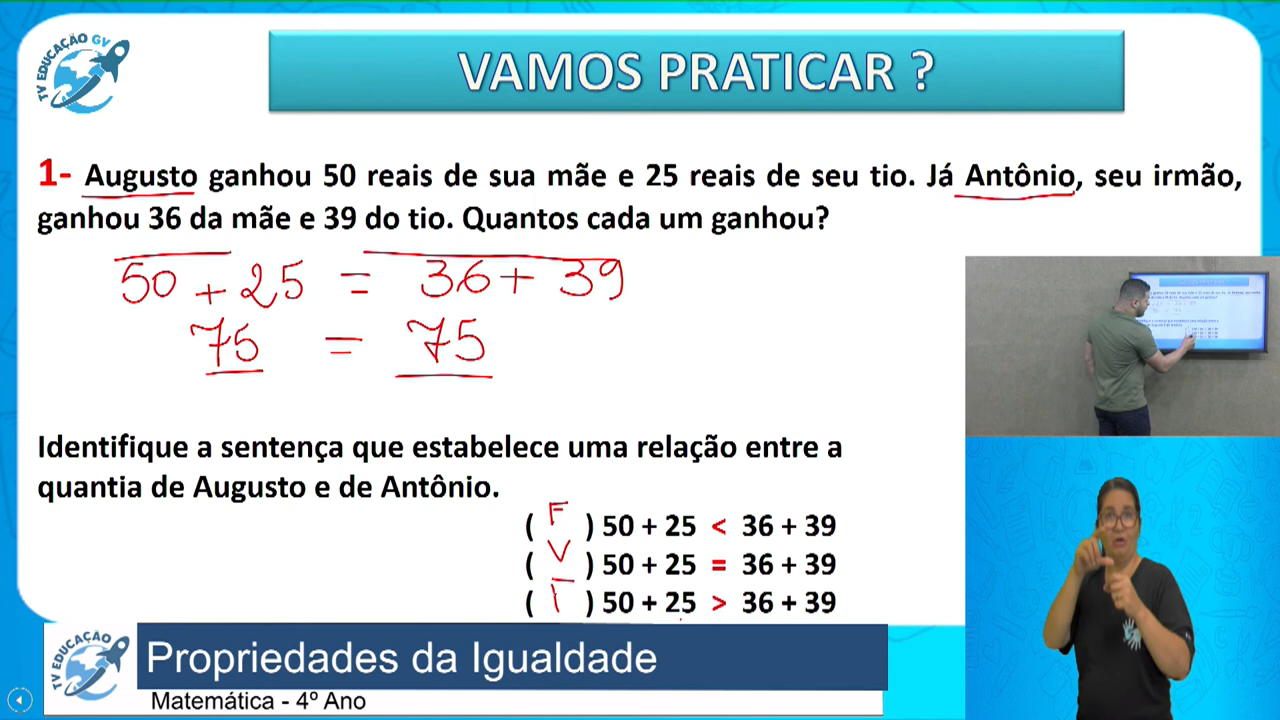 TV EDUCAÇÃO GV
VAMOS PRATICAR ?
1- Augusto ganhou 50 reais de sua mãe e 25 reais de seu tio. Já Antônio, seu irmão,
ganhou 36 da mãe e 39 do tio. Quantos cada um ganhou?
50 + 25 = 36 + 39
75 = 75
Identifique a sentença que estabelece uma relação entre a
quantia de Augusto e de Antônio.
( F ) 50 + 25 < 36 + 39
( V ) 50 + 25 = 36 + 39
( ) 50 + 25 > 36 + 39
TV EDUCAÇÃO
Propriedades da Igualdade
Matemática - 4º Ano